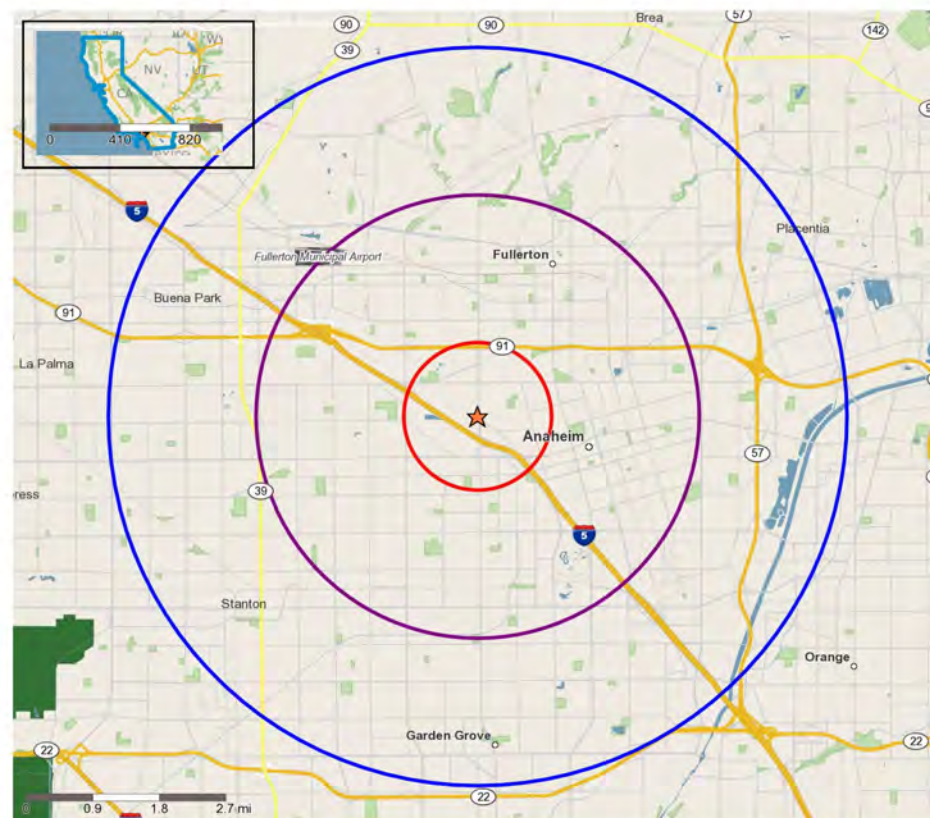 90
90
Brea
57
142
39
NV
UT
CA
0
410
820
5
Placentia
Fullerton Municipal Airport
Fullerton
Buena Park
91
91
La Palma
Anaheim
57
39
5
Stanton
Orange
Garden Grove
22
22
22
0
0.9
1.8
2.7 mi